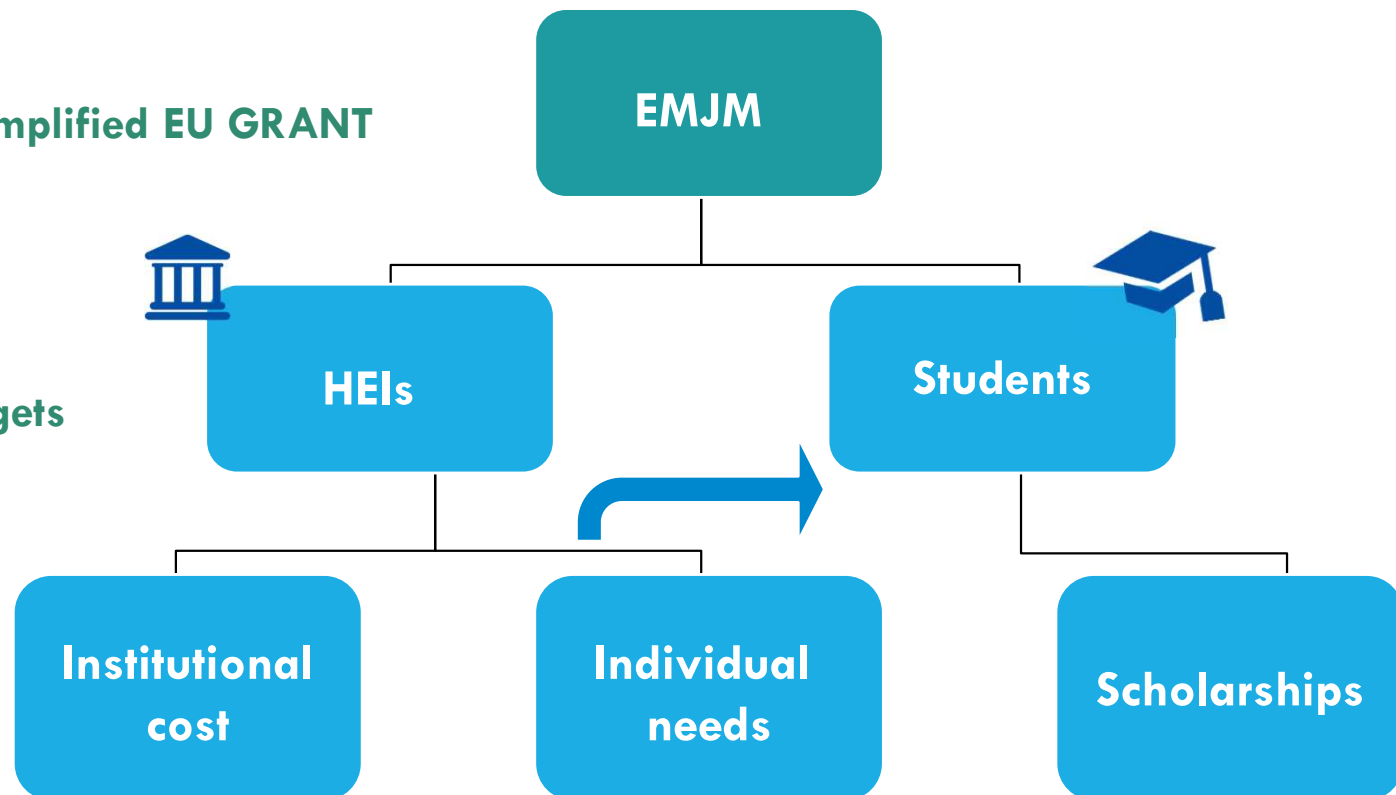 EMJM
mplified EU GRANT
HEIs
Students
gets
Institutional
cost
Individual
needs
Scholarships